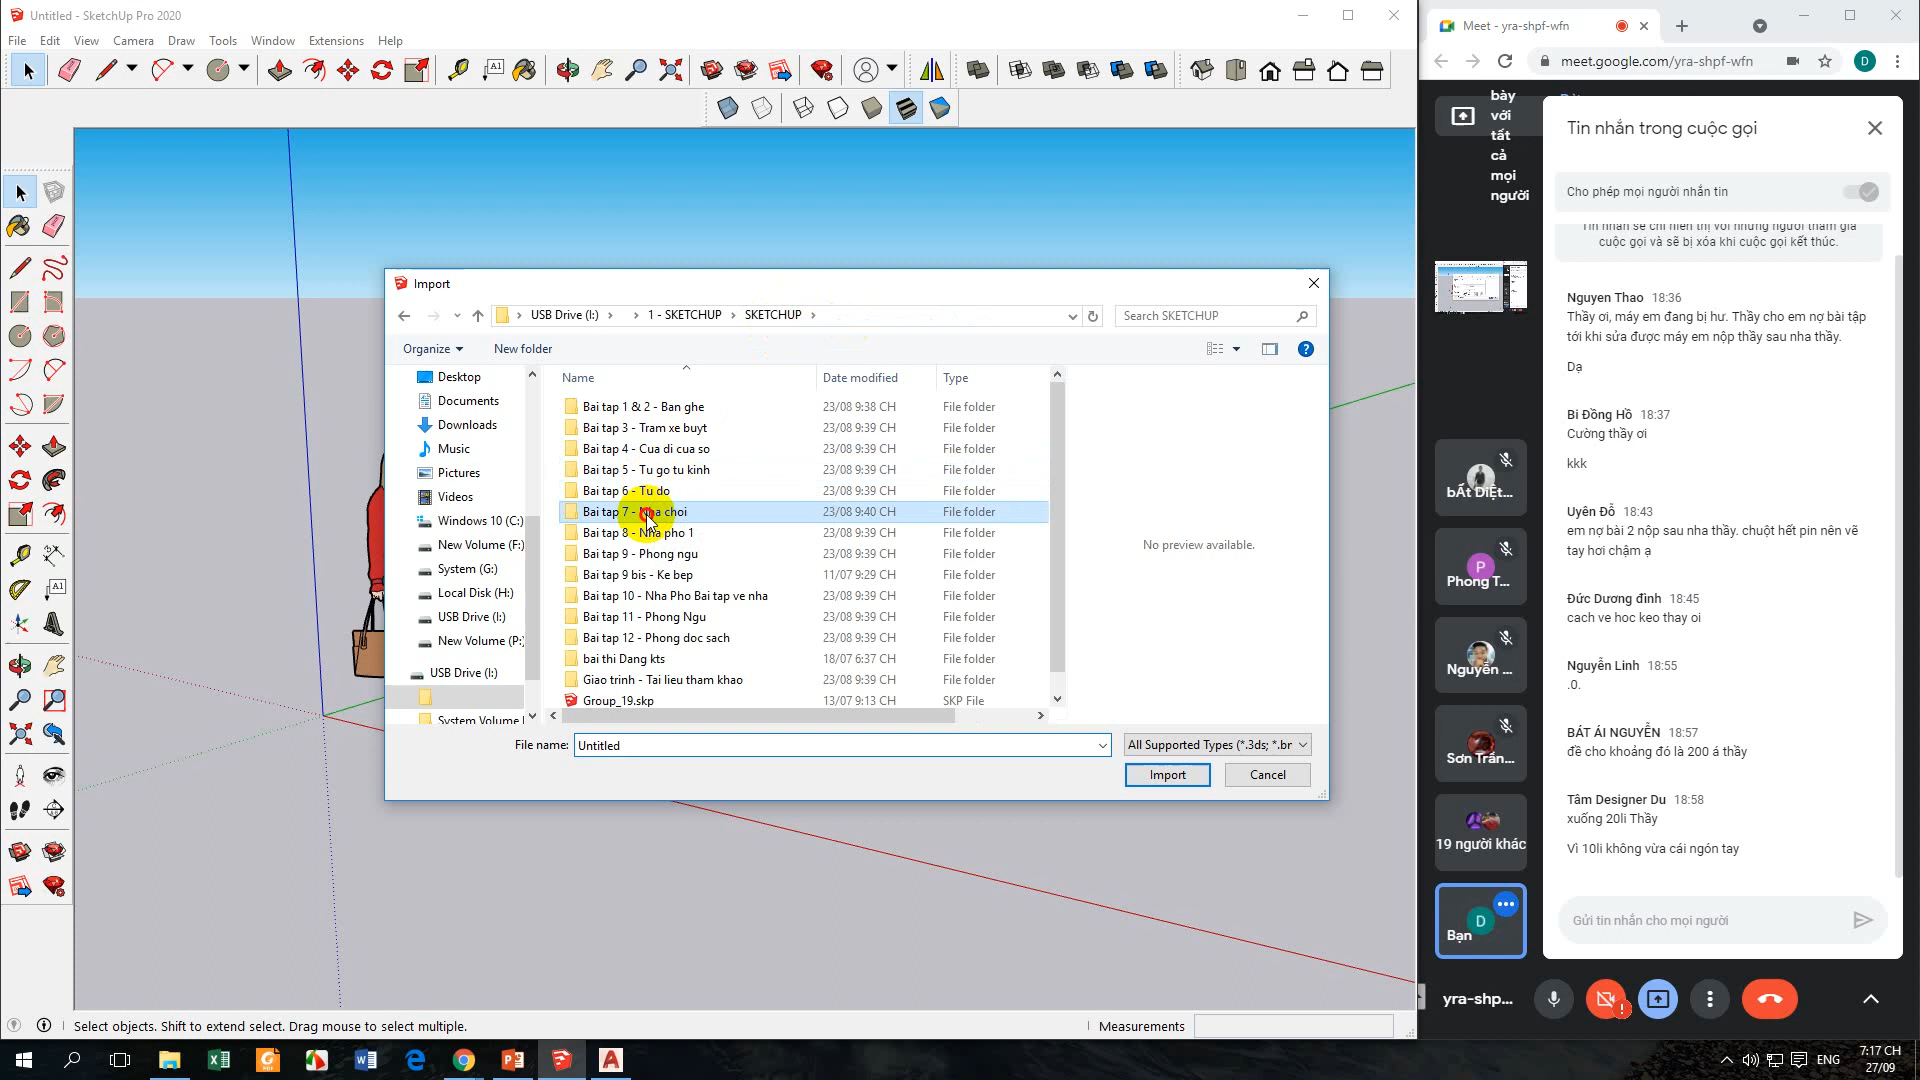 Untitled - SketchUp Pro 2020
File Edit View Camera Draw Tools Window Extensions Help
Import
USB Drive (I:) 1 - SKETCHUP SKETCHUP
Search SKETCHUP
Organize New folder
Name Date modified Type
Desktop
Documents
Downloads
Music
Pictures
Videos
Windows 10 (C:)
New Volume (F:)
System (G:)
Local Disk (H:)
USB Drive (I:)
New Volume (P:)
USB Drive (I:)
System Volume
Bai tap 1 & 2 - Ban ghe 23/08 9:38 CH File folder
Bai tap 3 - Tram xe buyt 23/08 9:39 CH File folder
Bai tap 4 - Cua di cua so 23/08 9:39 CH File folder
Bai tap 5 - Tu go tu kinh 23/08 9:39 CH File folder
Bai tap 6 - Tu do 23/08 9:39 CH File folder
Bai tap 7 - Nha choi 23/08 9:40 CH File folder
Bai tap 8 - Nha pho 1 23/08 9:39 CH File folder
Bai tap 9 - Phong ngu 23/08 9:39 CH File folder
Bai tap 9 bis - Ke bep 11/07 9:29 CH File folder
Bai tap 10 - Nha Pho Bai tap ve nha 23/08 9:39 CH File folder
Bai tap 11 - Phong Ngu 23/08 9:39 CH File folder
Bai tap 12 - Phong doc sach 23/08 9:39 CH File folder
bai thi Dang kts 18/07 6:37 CH File folder
Giao trinh - Tai lieu tham khao 23/08 9:39 CH File folder
Group_19.skp 13/07 9:13 CH SKP File
No preview available.
File name: Untitled
All Supported Types (*.3ds; *.br
Import Cancel
Select objects. Shift to extend select. Drag mouse to select multiple.
Measurements
Meet - yra-shpf-wfn
meet.google.com/yra-shpf-wfn
D
bày
với
tất
cả
mọi
người
bẤt Diệt...
P
Phong T...
Nguyễn ...
Sơn Trần...
19 người khác
D
Bạn
Tin nhắn trong cuộc gọi
Cho phép mọi người nhắn tin
Tin nhắn sẽ chỉ hiển thị với những người tham gia
cuộc gọi và sẽ bị xóa khi cuộc gọi kết thúc.
Nguyen Thao 18:36
Thầy ơi, máy em đang bị hư. Thầy cho em nợ bài tập
tới khi sửa được máy em nộp thầy sau nha thầy.
Dạ
Bi Đồng Hồ 18:37
Cường thầy ơi
kkk
Uyên Đỗ 18:43
em nợ bài 2 nộp sau nha thầy. chuột hết pin nên vẽ
tay hơi chậm ạ
Đức Dương đình 18:45
cach ve hoc keo thay oi
Nguyễn Linh 18:55
.0.
BÁT ÁI NGUYỄN 18:57
đề cho khoảng đó là 200 á thầy
Tâm Designer Du 18:58
xuống 20li Thầy
Vì 10li không vừa cái ngón tay
Gửi tin nhắn cho mọi người
yra-shp...
ENG
7:17 CH
27/09